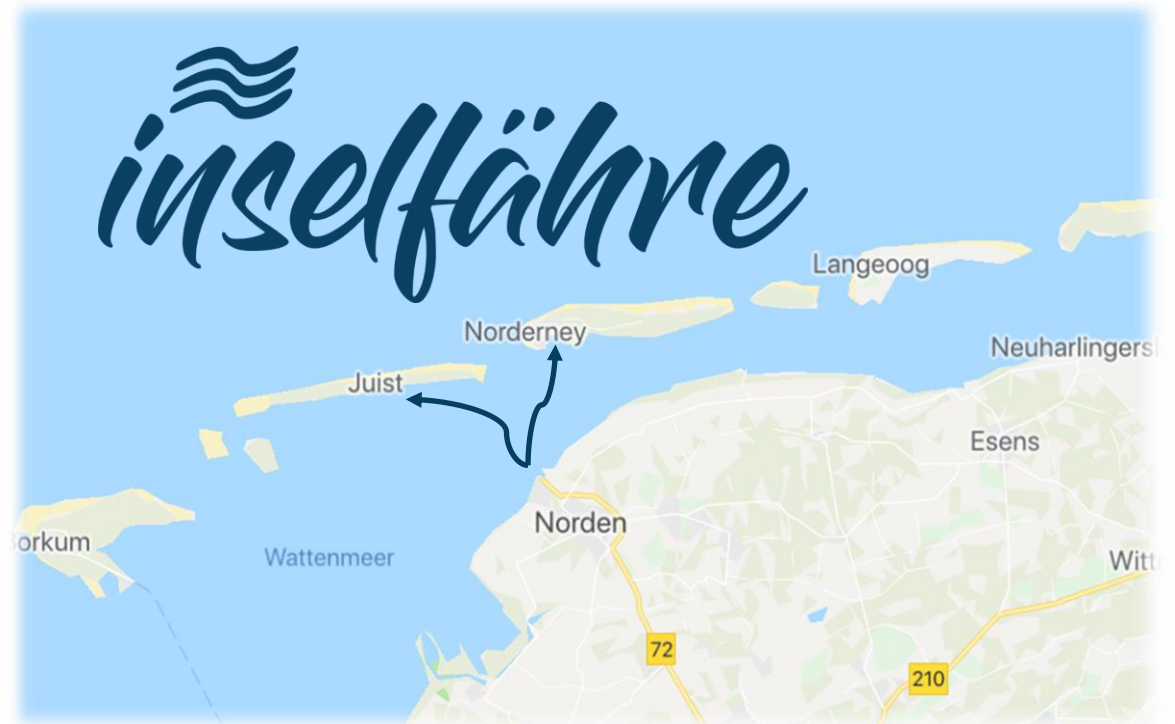 inselfähre
Langeoog
Norderney
Neuharlingersi
Juist
Esens
Norden
orkum
Wattenmeer
Witt
72
210